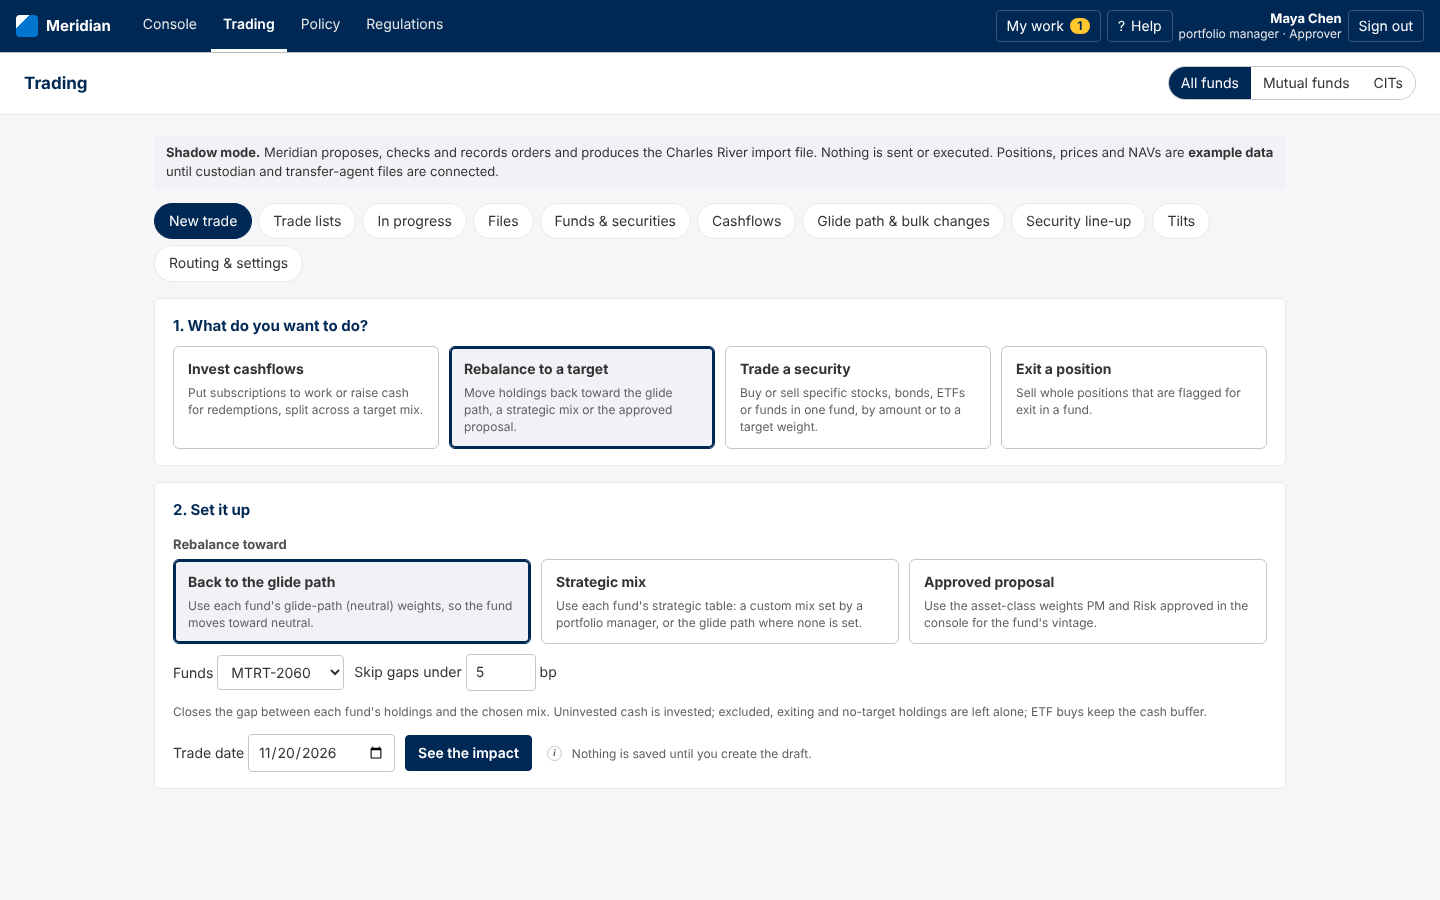 Meridian
Console
Trading
Policy
Regulations
My work 1
? Help
Maya Chen
portfolio manager · Approver
Sign out
Trading
All funds
Mutual funds
CITs
Shadow mode. Meridian proposes, checks and records orders and produces the Charles River import file. Nothing is sent or executed. Positions, prices and NAVs are example data
until custodian and transfer-agent files are connected.
New trade
Trade lists
In progress
Files
Funds & securities
Cashflows
Glide path & bulk changes
Security line-up
Tilts
Routing & settings
1. What do you want to do?
Invest cashflows
Put subscriptions to work or raise cash
for redemptions, split across a target mix.
Rebalance to a target
Move holdings back toward the glide
path, a strategic mix or the approved
proposal.
Trade a security
Buy or sell specific stocks, bonds, ETFs
or funds in one fund, by amount or to a
target weight.
Exit a position
Sell whole positions that are flagged for
exit in a fund.
2. Set it up
Rebalance toward
Back to the glide path
Use each fund's glide-path (neutral) weights, so the fund
moves toward neutral.
Strategic mix
Use each fund's strategic table: a custom mix set by a
portfolio manager, or the glide path where none is set.
Approved proposal
Use the asset-class weights PM and Risk approved in the
console for the fund's vintage.
Funds MTRT-2060 Skip gaps under 5 bp
Closes the gap between each fund's holdings and the chosen mix. Uninvested cash is invested; excluded, exiting and no-target holdings are left alone; ETF buys keep the cash buffer.
Trade date 11/20/2026 See the impact i Nothing is saved until you create the draft.